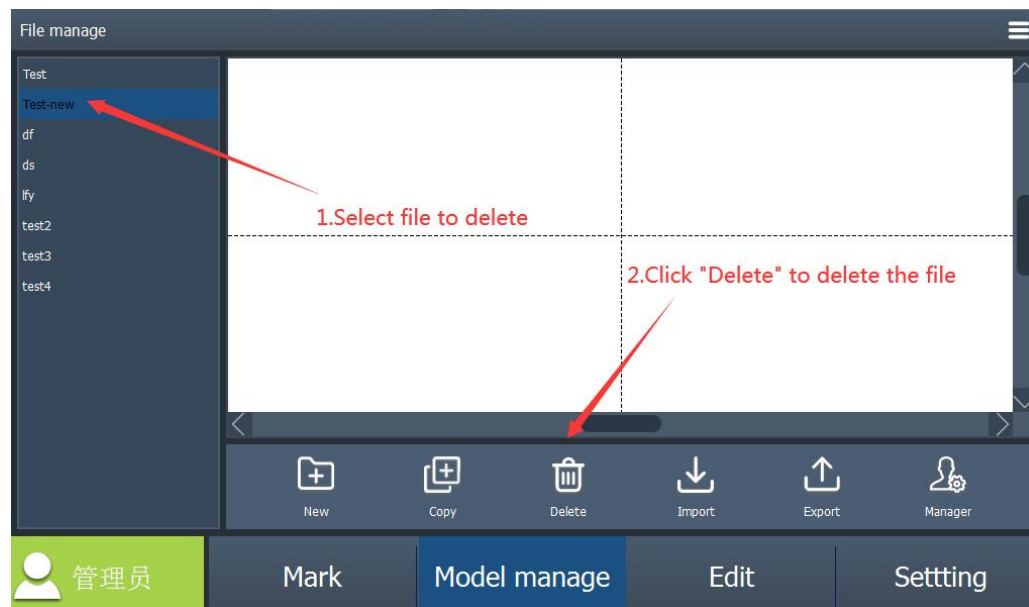 File manage
Test
Test-new
df
ds
lfy
test2
test3
test4
1.Select file to delete
2.Click "Delete" to delete the file
New
Copy
Delete
Import
Export
Manager
管理员
Mark
Model manage
Edit
Settting